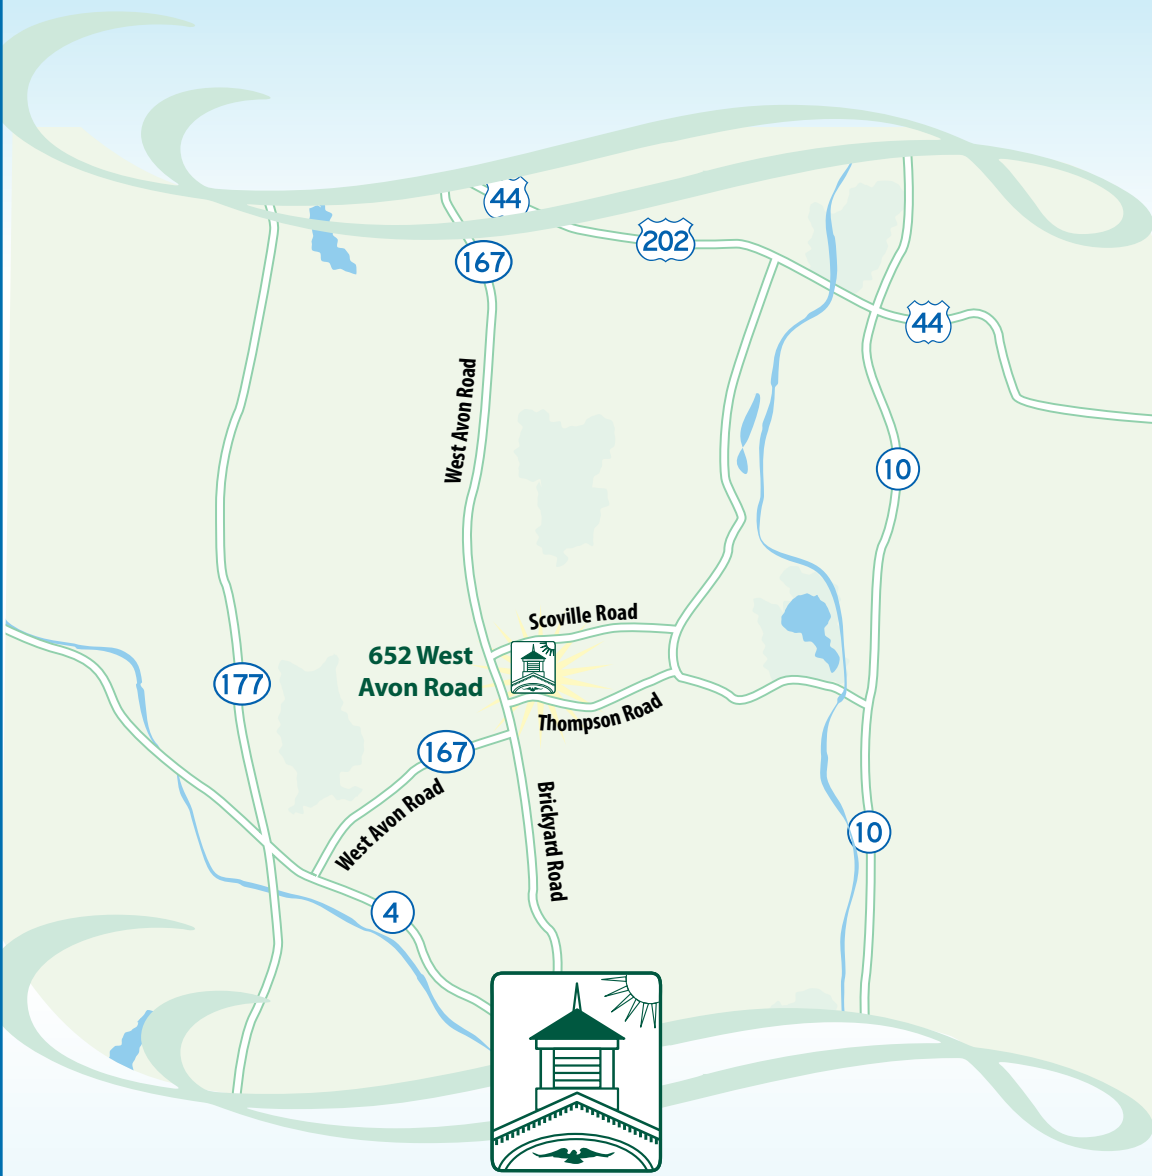 44
202
167
44
West Avon Road
10
Scoville Road
652 West
Avon Road
177
Thompson Road
167
West Avon Road
Brickyard Road
10
4